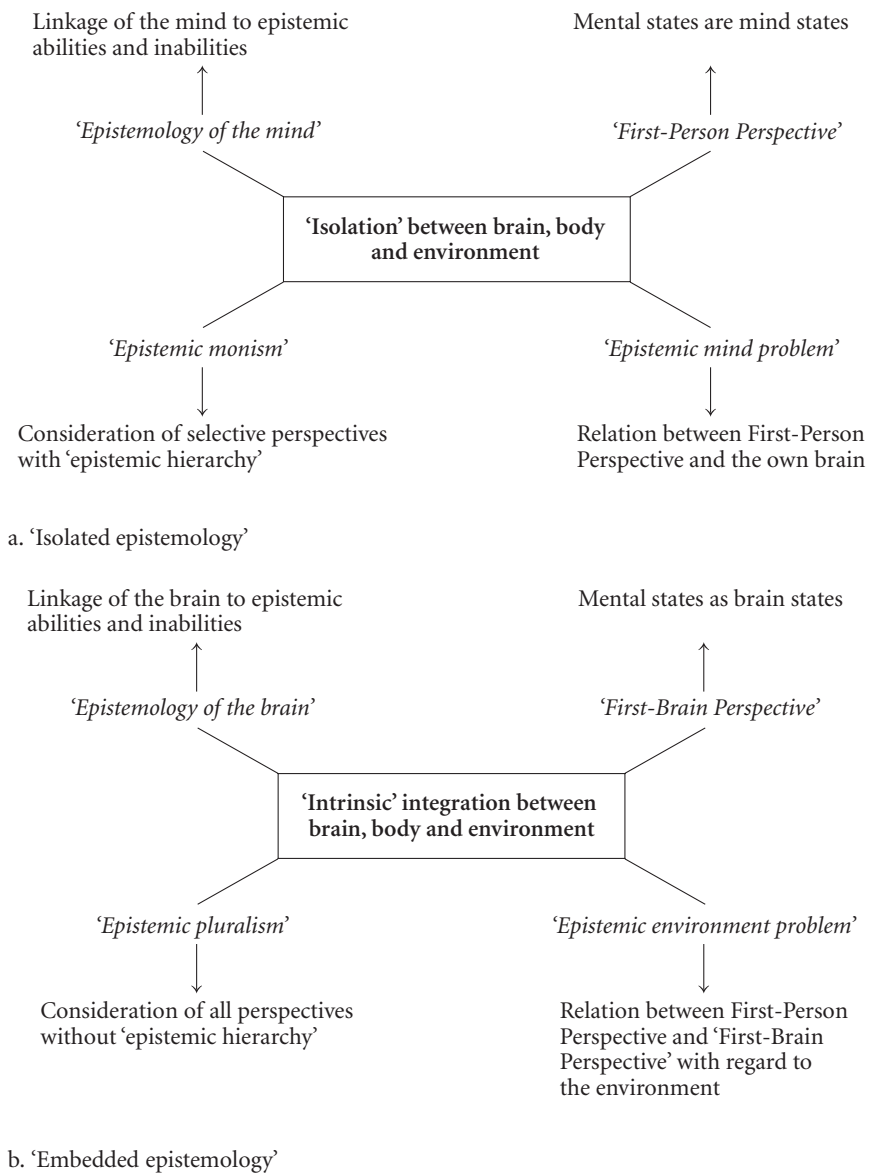 Linkage of the mind to epistemic
abilities and inabilities
Mental states are mind states
‘Epistemology of the mind’
‘First-Person Perspective’
‘Isolation’ between brain, body
and environment
‘Epistemic monism’
‘Epistemic mind problem’
Consideration of selective perspectives
with ‘epistemic hierarchy’
Relation between First-Person
Perspective and the own brain
a. ‘Isolated epistemology’
Linkage of the brain to epistemic
abilities and inabilities
Mental states as brain states
‘Epistemology of the brain’
‘First-Brain Perspective’
‘Intrinsic’ integration between
brain, body and environment
‘Epistemic pluralism’
‘Epistemic environment problem’
Consideration of all perspectives
without ‘epistemic hierarchy’
Relation between First-Person
Perspective and ‘First-Brain
Perspective’ with regard to
the environment
b. ‘Embedded epistemology’